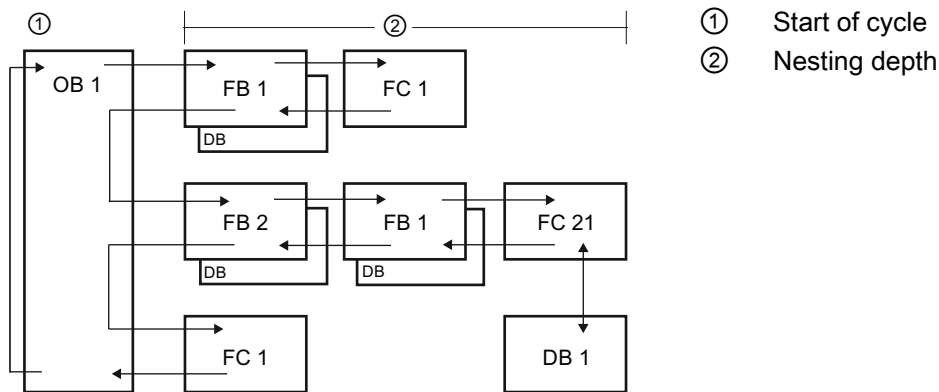 ①
②
① Start of cycle
② Nesting depth
OB 1
FB 1
FC 1
DB
FB 2
FB 1
FC 21
DB
DB
FC 1
DB 1